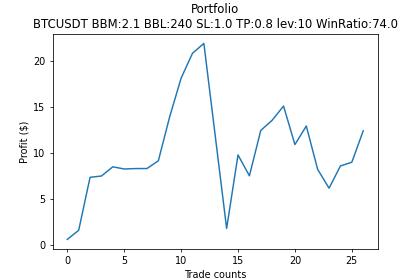 Portfolio
BTCUSDT BBM:2.1 BBL:240 SL:1.0 TP:0.8 lev:10 WinRatio:74.0
20
15
10
5
0
Profit ($)
0 5 10 15 20 25
Trade counts